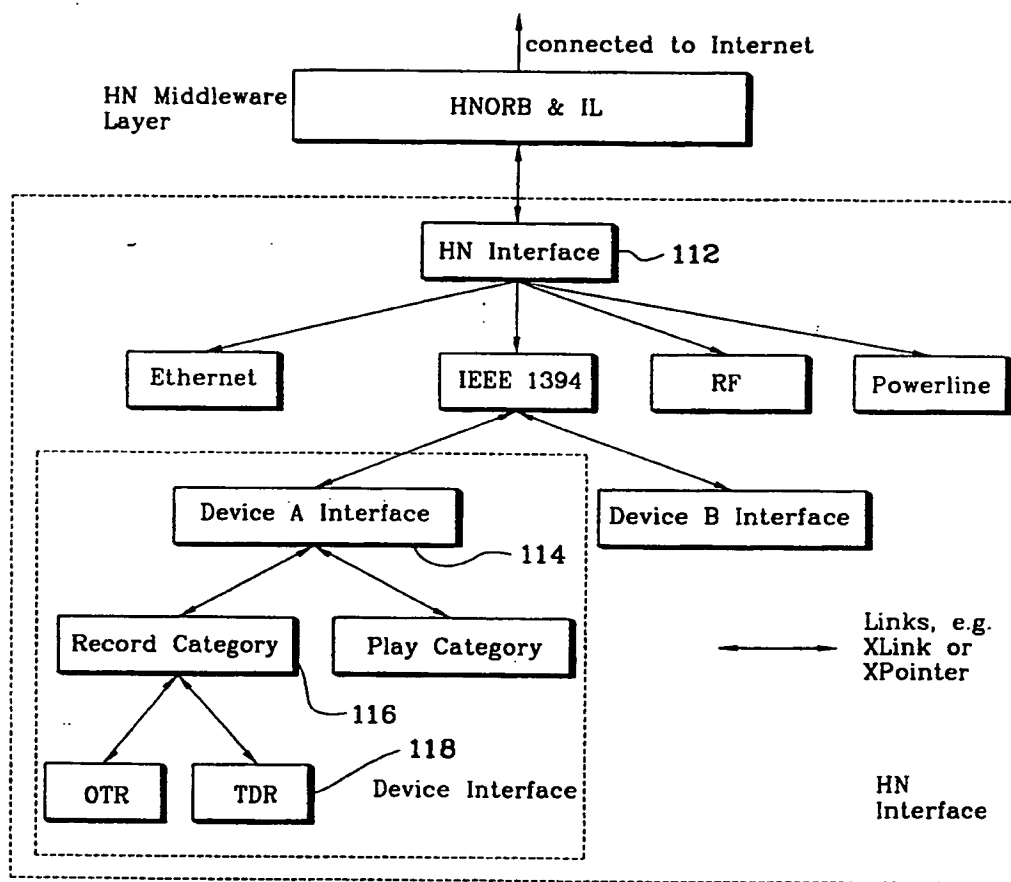 connected to Internet
HN Middleware
Layer
HNORB & IL
HN Interface
112
Ethernet
IEEE 1394
RF
Powerline
Device A Interface
Device B Interface
114
Record Category
Play Category
Links, e.g.
XLink or
XPointer
116
118
OTR
TDR
Device Interface
HN
Interface